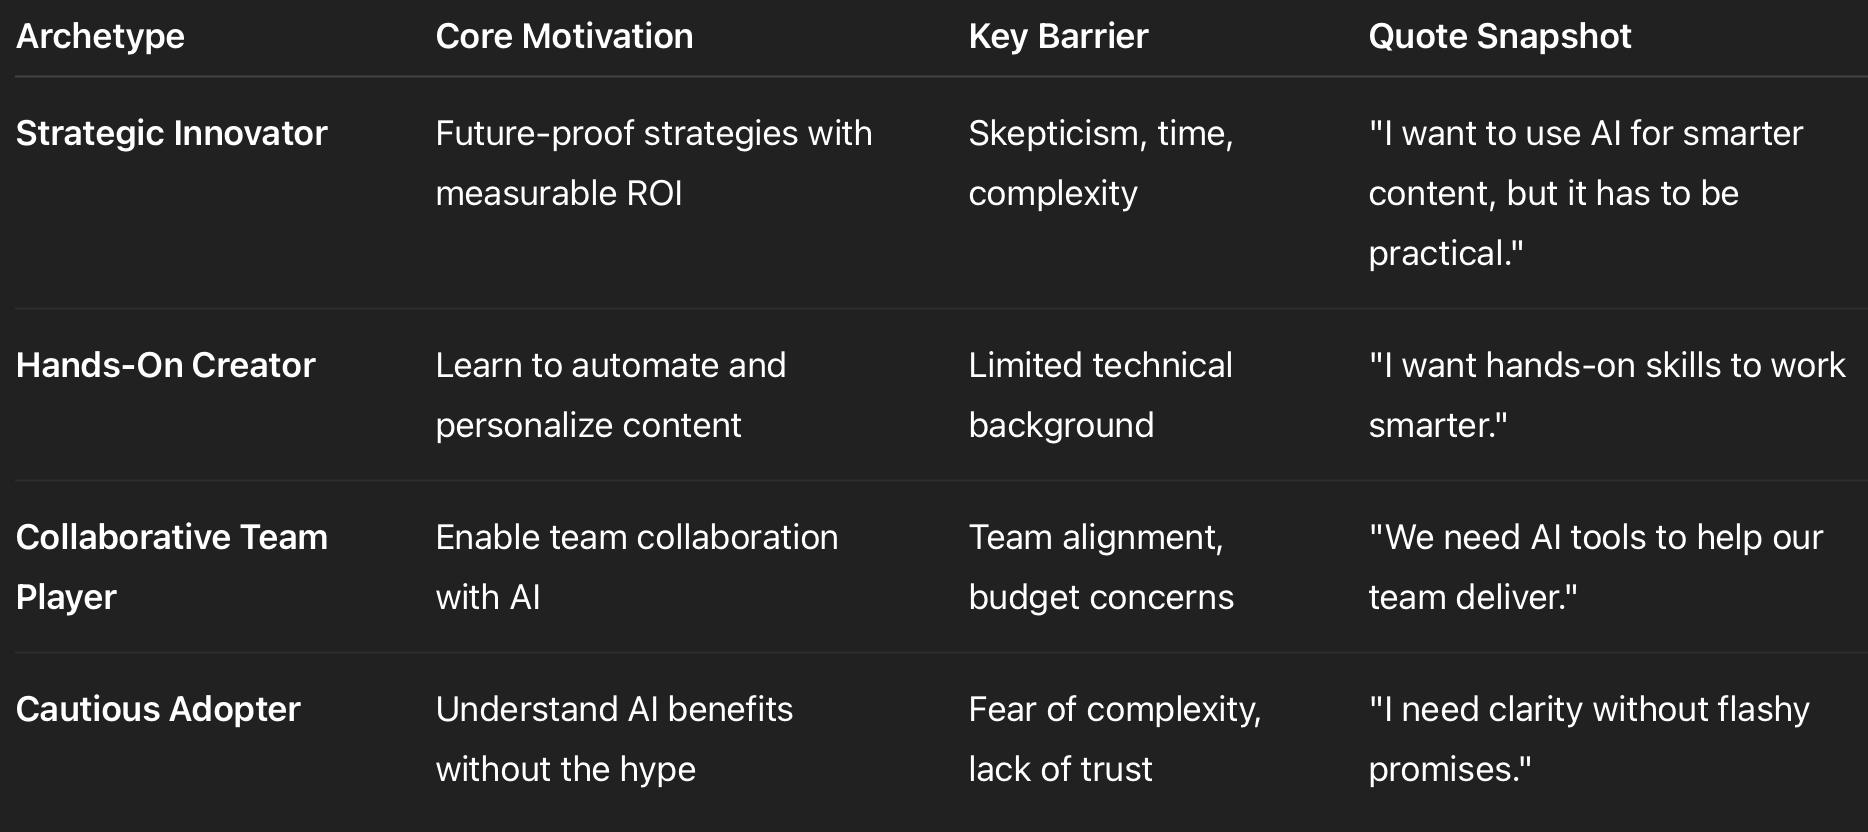 Archetype Core Motivation Key Barrier Quote Snapshot
Strategic Innovator Future-proof strategies with Skepticism, time, "I want to use AI for smarter
measurable ROI complexity content, but it has to be
practical."
Hands-On Creator Learn to automate and Limited technical "I want hands-on skills to work
personalize content background smarter."
Collaborative Team Enable team collaboration Team alignment, "We need AI tools to help our
Player with AI budget concerns team deliver."
Cautious Adopter Understand AI benefits Fear of complexity, "I need clarity without flashy
without the hype lack of trust promises."